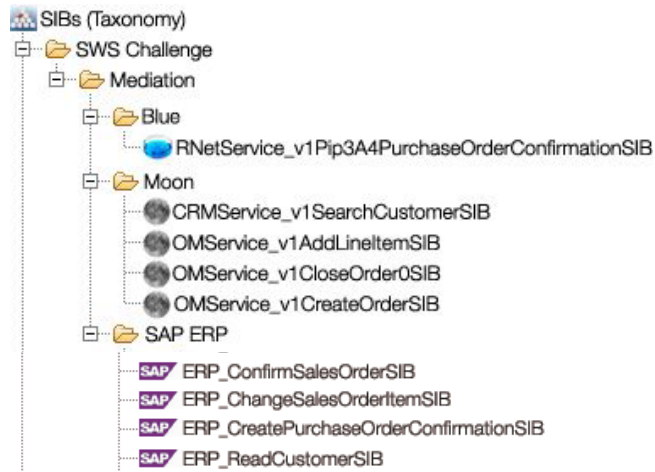 SIBs (Taxonomy)
SWS Challenge
Mediation
Blue
RNetService_v1Pip3A4PurchaseOrderConfirmationSIB
Moon
CRMService_v1SearchCustomerSIB
OMService_v1AddLineItemSIB
OMService_v1CloseOrder0SIB
OMService_v1CreateOrderSIB
SAP ERP
SAP ERP_ConfirmSalesOrderSIB
SAP ERP_ChangeSalesOrderItemSIB
SAP ERP_CreatePurchaseOrderConfirmationSIB
SAP ERP_ReadCustomerSIB